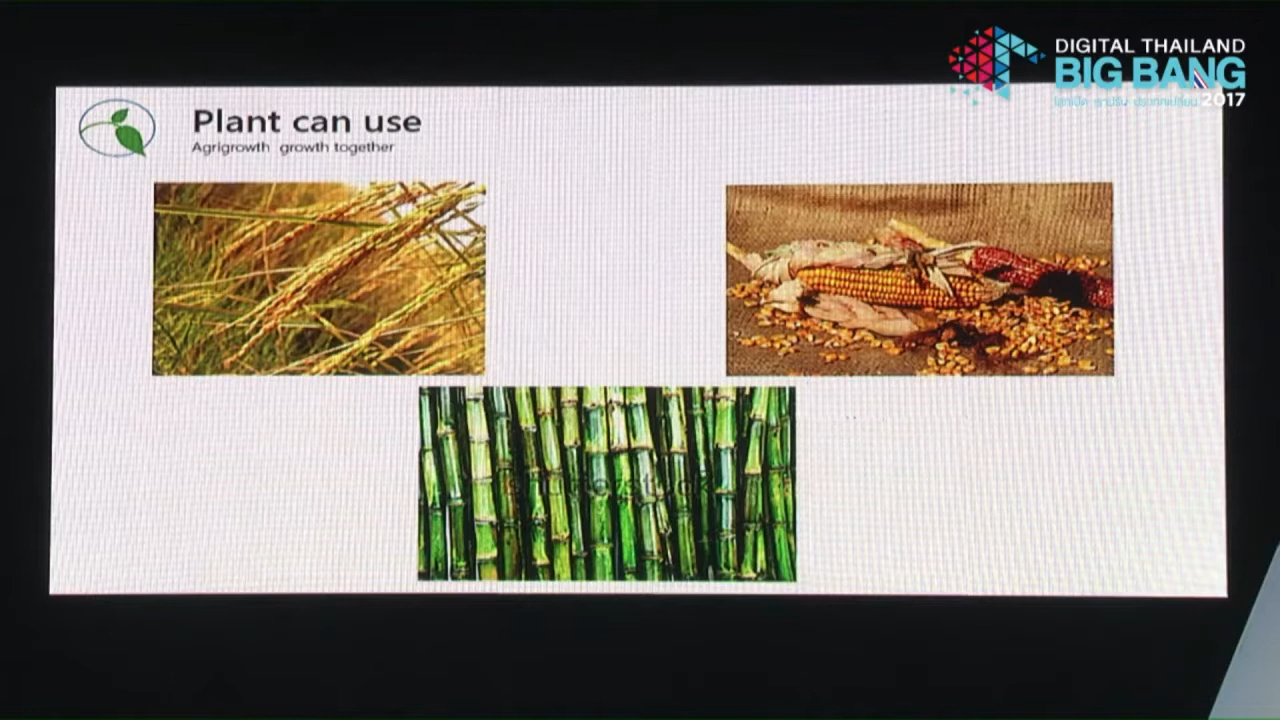 DIGITAL THAILAND
BIG BANG
2017
Plant can use
Agrigrowth growth together